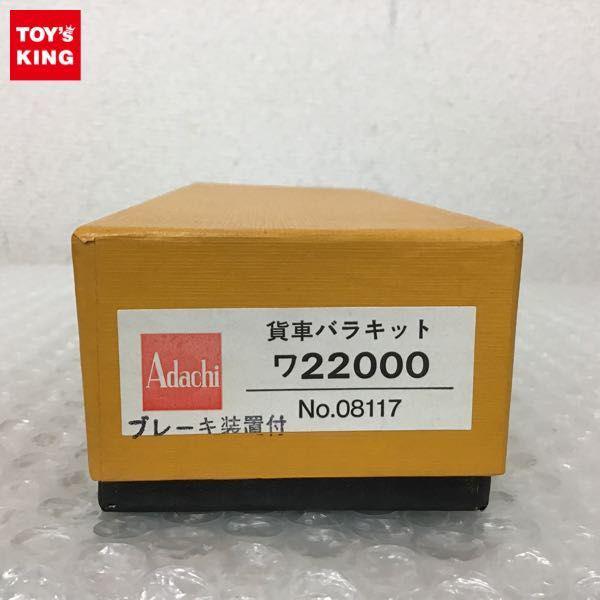 TOY'S
KING
貨車バラキット
Adachi
ワ22000
No.08117
ブレーキ装置付